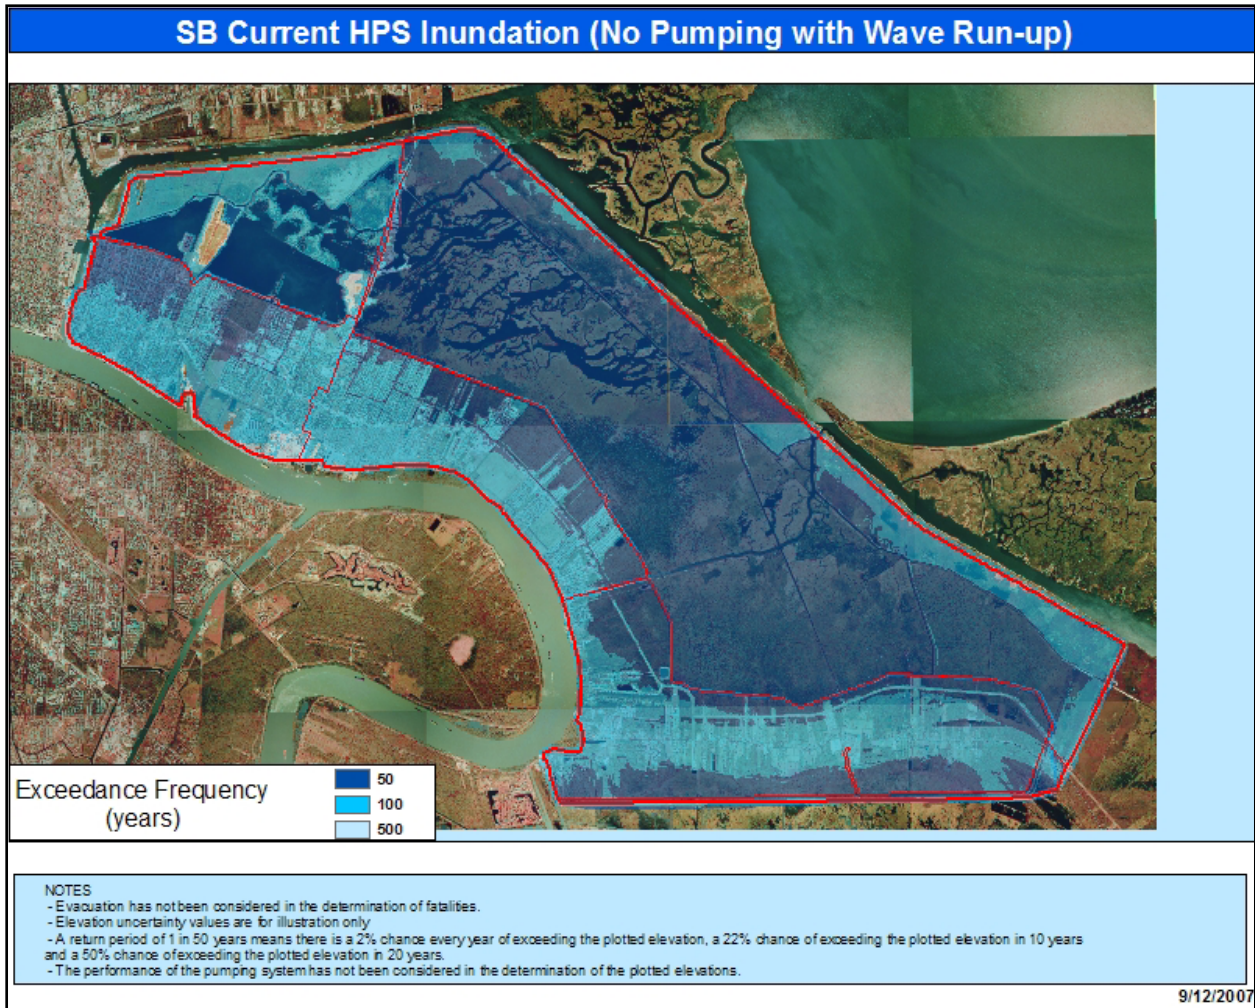 SB Current HPS Inundation (No Pumping with Wave Run-up)
Exceedance Frequency
(years)
50
100
500
NOTES
- Evacuation has not been considered in the determination of fatalities.
- Elevation uncertainty values are for illustration only
- A return period of 1 in 50 years means there is a 2% chance every year of exceeding the plotted elevation, a 22% chance of exceeding the plotted elevation in 10 years
and a 50% chance of exceeding the plotted elevation in 20 years.
- The performance of the pumping system has not been considered in the determination of the plotted elevations.
9/12/2007